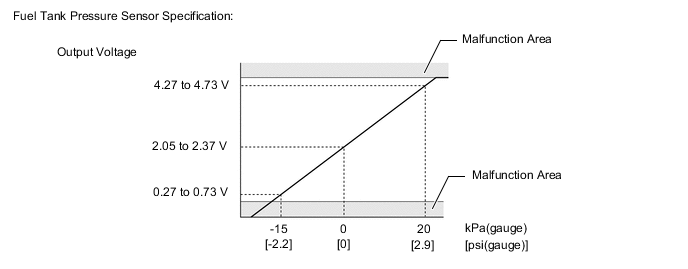 Fuel Tank Pressure Sensor Specification:
Malfunction Area
Output Voltage
4.27 to 4.73 V
2.05 to 2.37 V
Malfunction Area
0.27 to 0.73 V
-15 0 20 kPa(gauge)
[-2.2] [0] [2.9] [psi(gauge)]